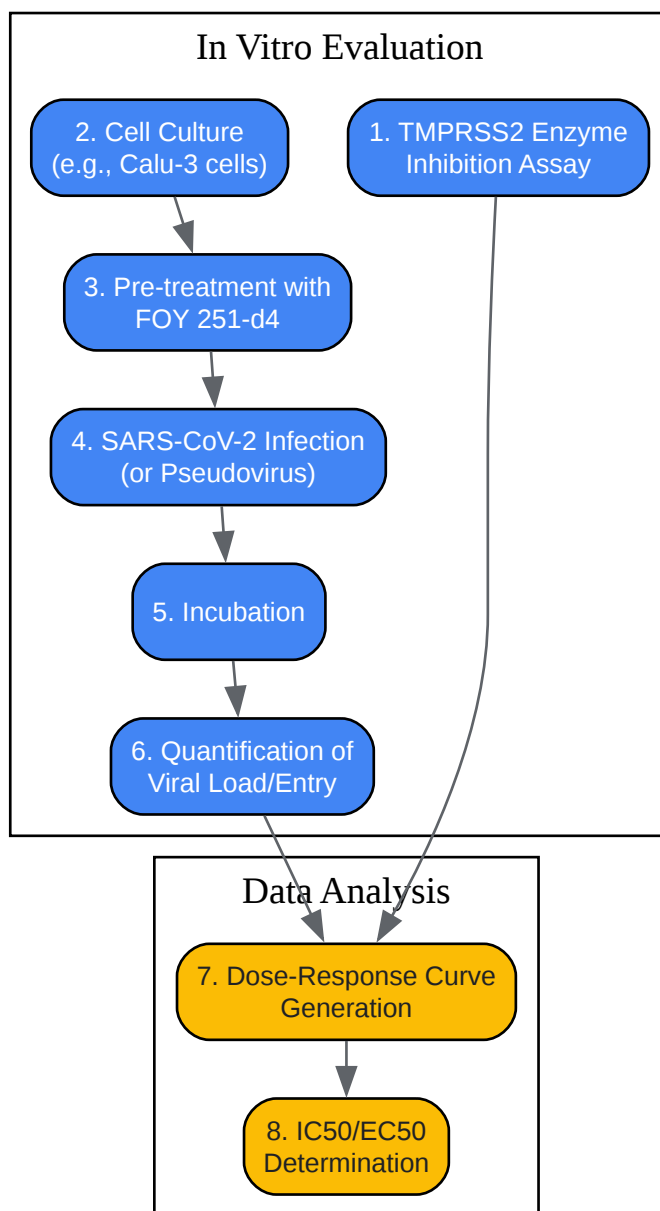 In Vitro Evaluation
2. Cell Culture
(e.g., Calu-3 cells)
1. TMPRSS2 Enzyme
Inhibition Assay
3. Pre-treatment with
FOY 251-d4
4. SARS-CoV-2 Infection
(or Pseudovirus)
5. Incubation
6. Quantification of
Viral Load/Entry
Data Analysis
7. Dose-Response Curve
Generation
8. IC50/EC50
Determination